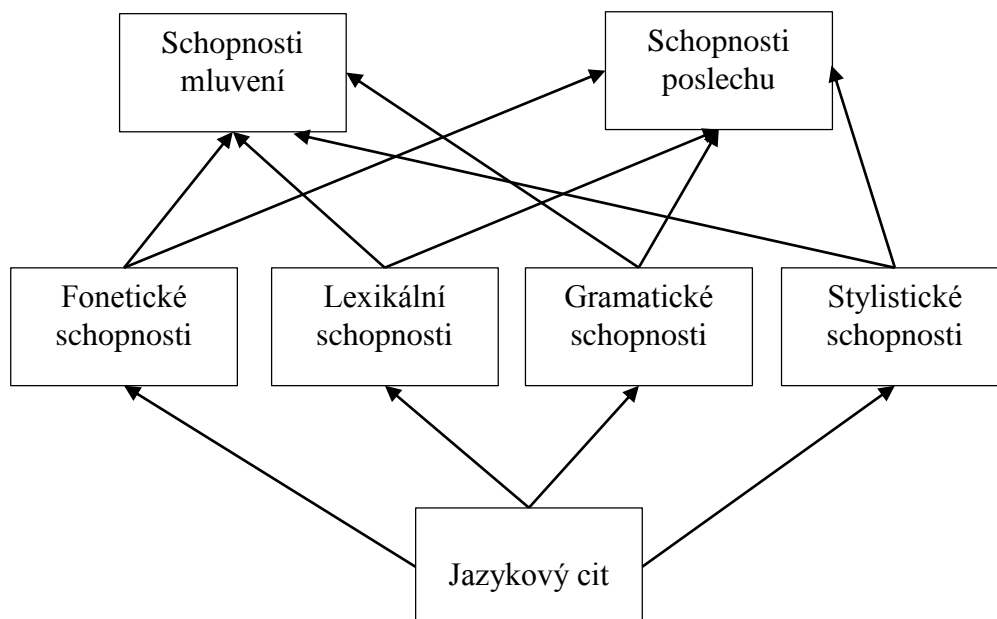 Schopnosti
mluvení
Schopnosti
poslechu
Fonetické
schopnosti
Lexikální
schopnosti
Gramatické
schopnosti
Stylistické
schopnosti
Jazykový cit